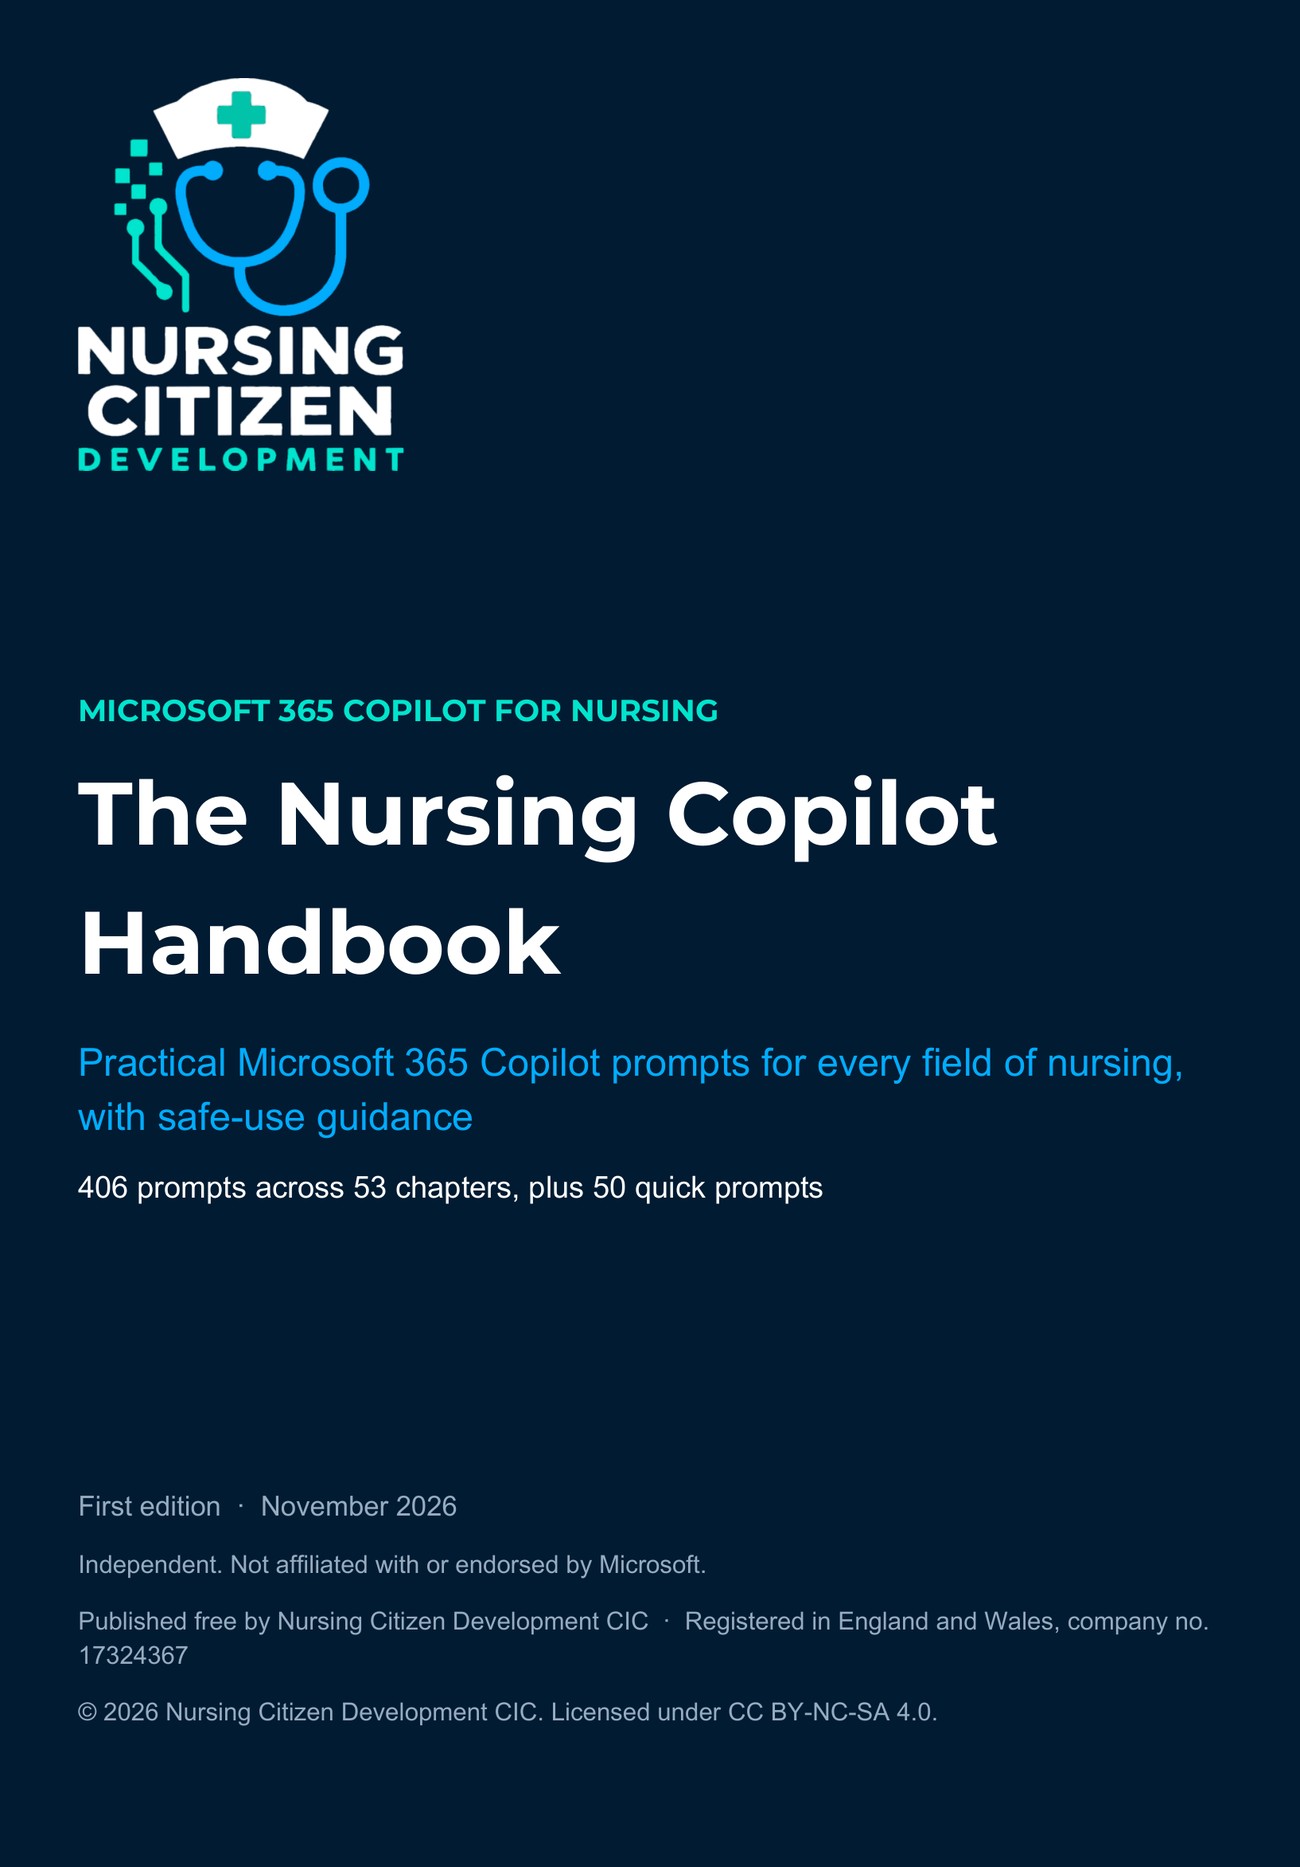 NURSING
CITIZEN
DEVELOPMENT
MICROSOFT 365 COPILOT FOR NURSING
The Nursing Copilot
Handbook
Practical Microsoft 365 Copilot prompts for every field of nursing,
with safe-use guidance
406 prompts across 53 chapters, plus 50 quick prompts
First edition · November 2026
Independent. Not affiliated with or endorsed by Microsoft.
Published free by Nursing Citizen Development CIC · Registered in England and Wales, company no.
17324367
© 2026 Nursing Citizen Development CIC. Licensed under CC BY-NC-SA 4.0.